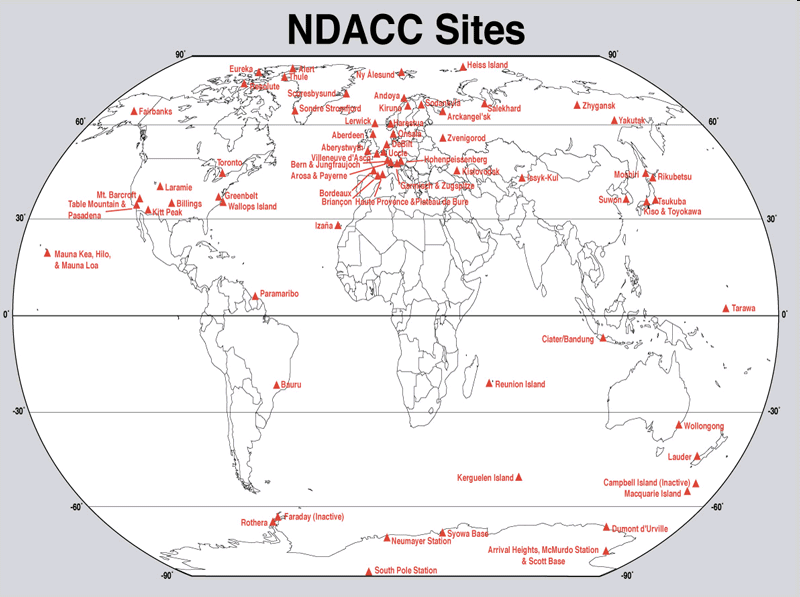 NDACC Sites
90° 90°
Eureka
Alert
Thule
Resolute
Ny Alesund
Heiss Island
Scoresbysund
Andoya
Sodankyla
Salekhard
Zhygansk
Fairbanks
Sondre Stromfjord
Kiruna
Arckangel'sk
Yakutsk
60° 60°
Lerwick
Harestua
Aberdeen
Onsala
Zvenigorod
Aberystwyth
DeBilt
Uccle
Villeneuve d'Ascq
Hohenpeissenberg
Toronto
Bern & Jungfraujoch
Kislovodsk
Moshiri
Rikubetsu
Arosa & Payerne
Issyk-Kul
Laramie
Garmisch & Zugspitze
Mt. Barcroft
Greenbelt
Bordeaux
Suwon
Tsukuba
Table Mountain &
Pasadena
Billings
Wallops Island
Briançon Haute Provence & Plateau de Bure
Kitt Peak
Kiso & Toyokawa
30° 30°
Izaña
Mauna Kea, Hilo,
& Mauna Loa
Paramaribo
Tarawa
0° 0°
Ciater/Bandung
Bauru
Reunion Island
-30° -30°
Wollongong
Lauder
Kerguelen Island
Campbell Island (Inactive)
Macquarie Island
-60° -60°
Faraday (Inactive)
Rothera
Dumont d'Urville
Syowa Base
Neumayer Station
Arrival Heights, McMurdo Station
& Scott Base
South Pole Station
-90° -90°